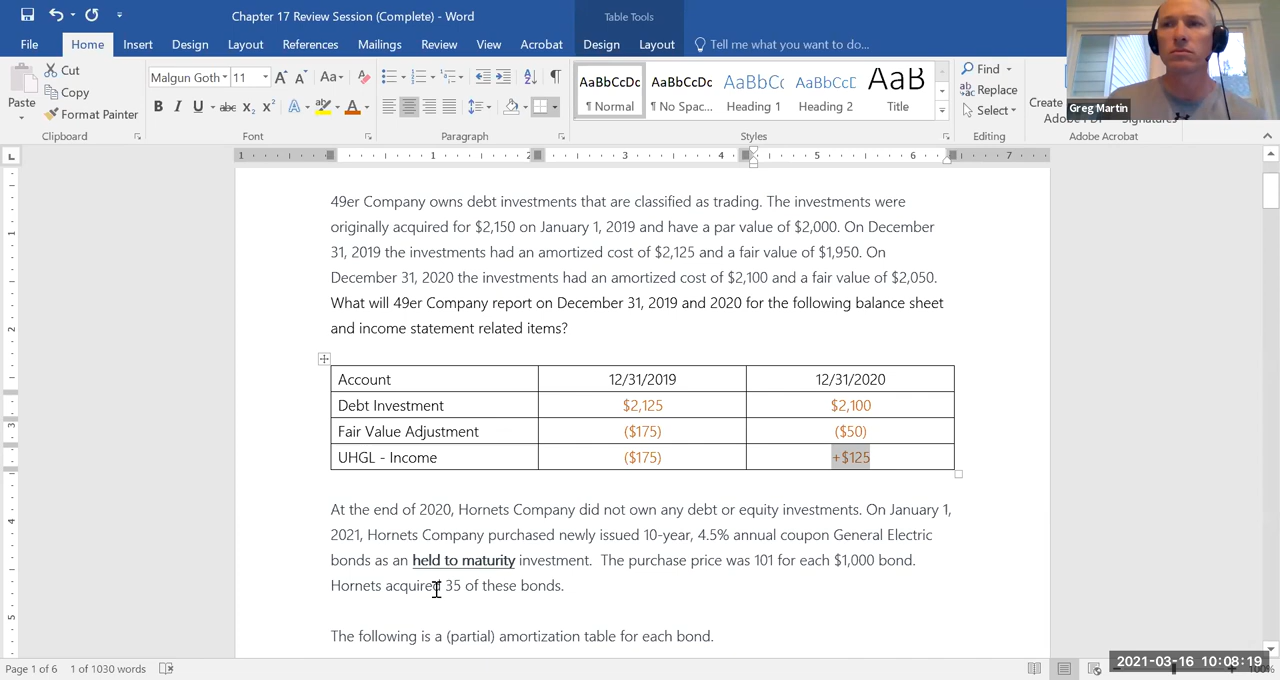 Chapter 17 Review Session (Complete) - Word
Table Tools
File Home Insert Design Layout References Mailings Review View Acrobat Design Layout Tell me what you want to do...
Paste
Cut
Copy
Format Painter
Clipboard
Malgun Goth 11
Font
Paragraph
AaBbCcDc AaBbCcDc AaBbCc AaBbCcC AaBb
¶ Normal ¶ No Spac... Heading 1 Heading 2 Title
Styles
Find
Replace
Select
Editing
Create
Adobe Acrobat
Greg Martin
49er Company owns debt investments that are classified as trading. The investments were
originally acquired for $2,150 on January 1, 2019 and have a par value of $2,000. On December
31, 2019 the investments had an amortized cost of $2,125 and a fair value of $1,950. On
December 31, 2020 the investments had an amortized cost of $2,100 and a fair value of $2,050.
What will 49er Company report on December 31, 2019 and 2020 for the following balance sheet
and income statement related items?
Account 12/31/2019 12/31/2020
Debt Investment $2,125 $2,100
Fair Value Adjustment ($175) ($50)
UHGL - Income ($175) +$125
At the end of 2020, Hornets Company did not own any debt or equity investments. On January 1,
2021, Hornets Company purchased newly issued 10-year, 4.5% annual coupon General Electric
bonds as an held to maturity investment. The purchase price was 101 for each $1,000 bond.
Hornets acquired 35 of these bonds.
The following is a (partial) amortization table for each bond.
Page 1 of 6 1 of 1030 words
2021-03-16 10:08:19